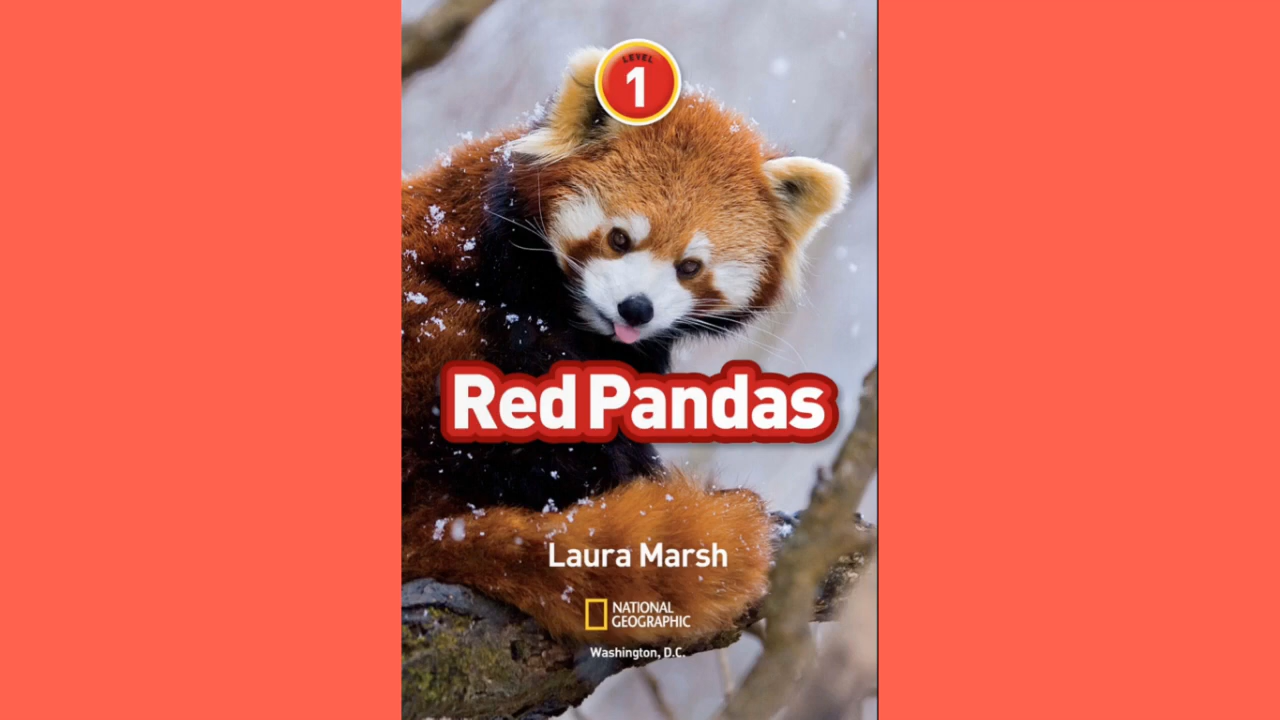 LEVEL
1
Red Pandas
Laura Marsh
NATIONAL
GEOGRAPHIC
Washington, D.C.